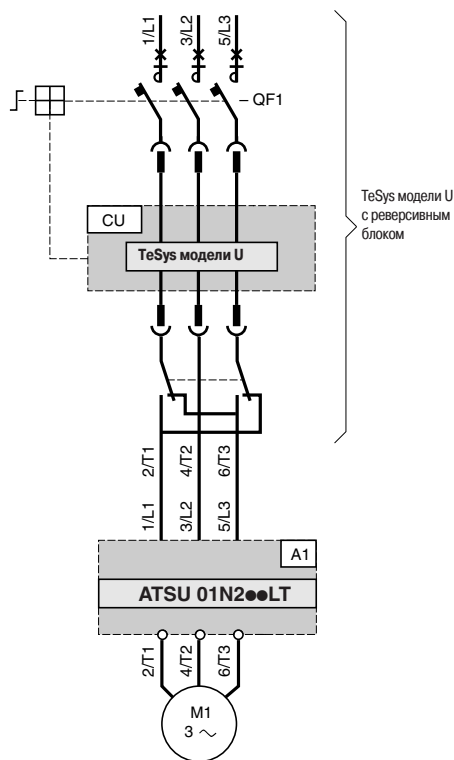 1/L1 3/L2 5/L3
QF1
TeSys модели U
с реверсивным
блоком
CU
TeSys модели U
2/T1 4/T2 6/T3
1/L1 3/L2 5/L3
A1
ATSU 01N2●●LT
2/T1 4/T2 6/T3
M1
3 ~